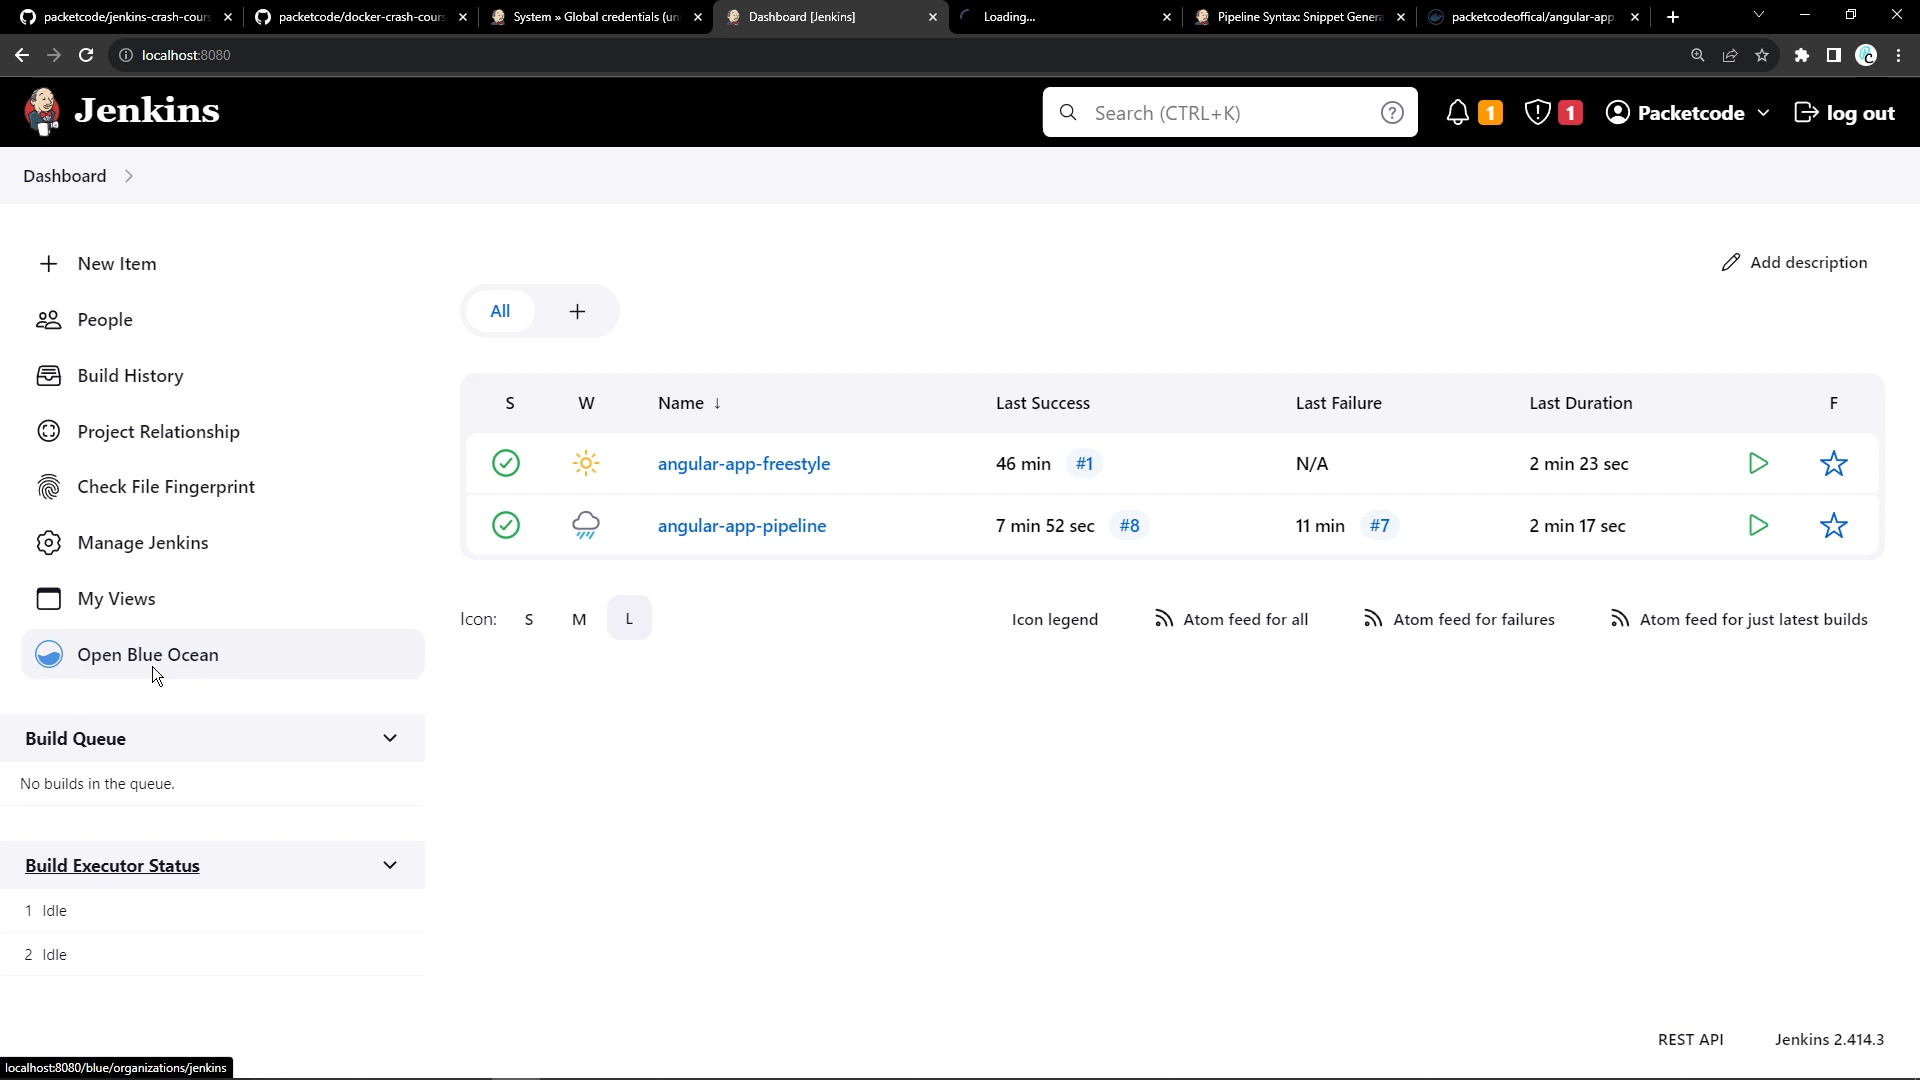 packetcode/jenkins-crash-cours
packetcode/docker-crash-cours
System » Global credentials (un
Dashboard [Jenkins]
Loading...
Pipeline Syntax: Snippet Genera
packetcodeoffical/angular-app
localhost:8080
Jenkins
Search (CTRL+K)
1
1
Packetcode
log out
Dashboard
New Item
Add description
People
All
Build History
S W Name ↓ Last Success Last Failure Last Duration F
Project Relationship
angular-app-freestyle 46 min #1 N/A 2 min 23 sec
Check File Fingerprint
angular-app-pipeline 7 min 52 sec #8 11 min #7 2 min 17 sec
Manage Jenkins
My Views
Icon: S M L
Icon legend
Atom feed for all
Atom feed for failures
Atom feed for just latest builds
Open Blue Ocean
Build Queue
No builds in the queue.
Build Executor Status
1 Idle
2 Idle
REST API
Jenkins 2.414.3
localhost:8080/blue/organizations/jenkins